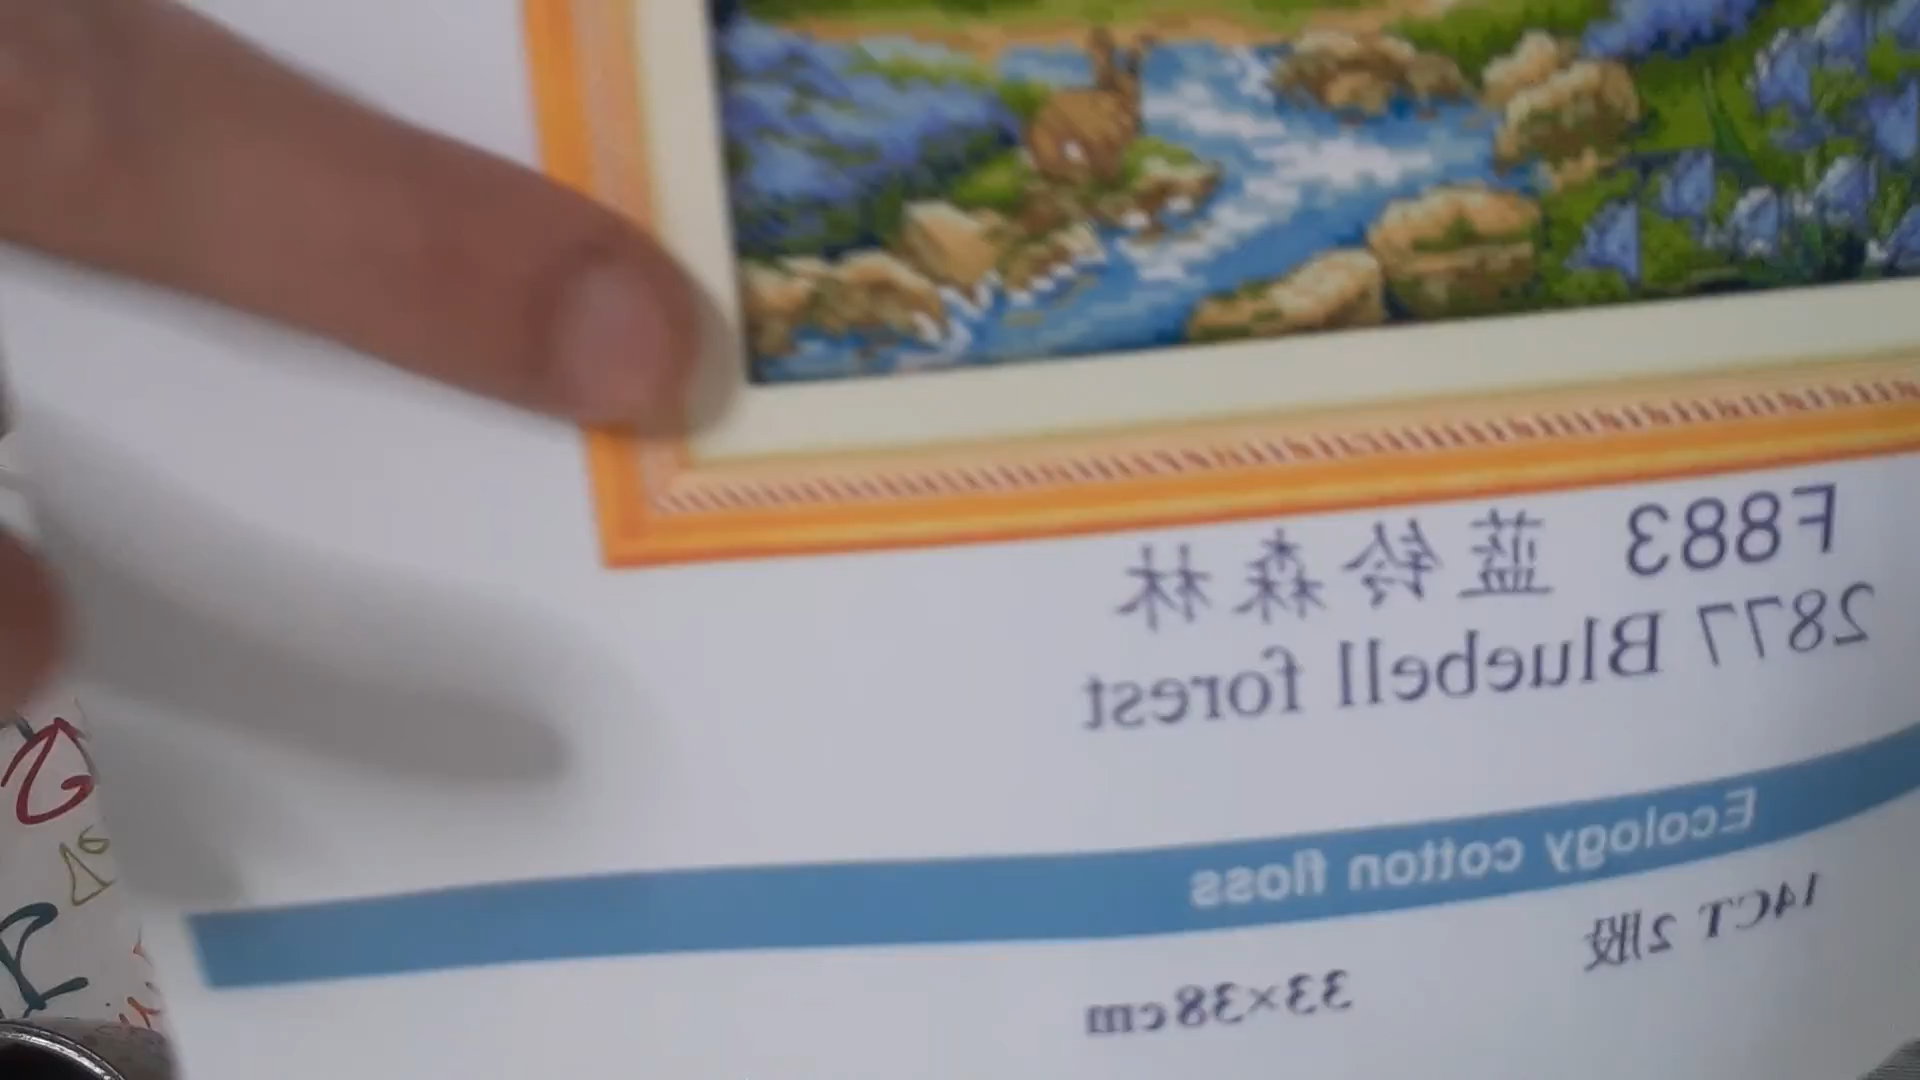 F883 蓝铃森林
2877 Bluebell forest
Ecology cotton floss
14CT 2股
33×38cm